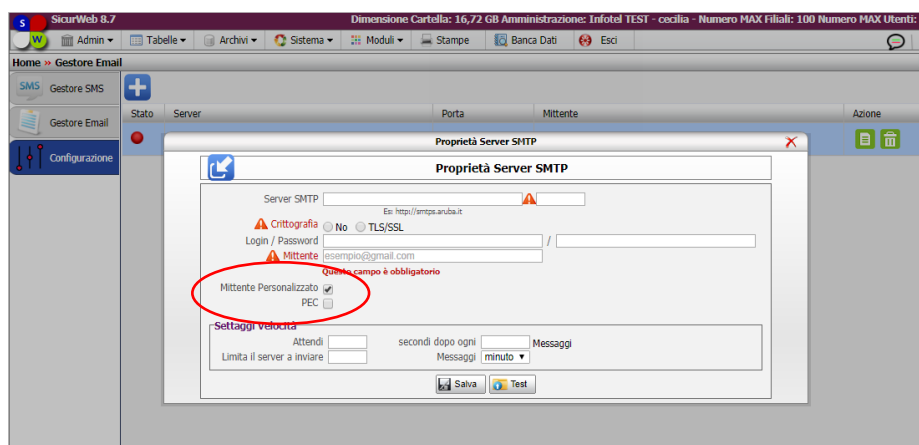 SicurWeb 8.7 Dimensione Cartella: 16,72 GB Amministrazione: Infotel TEST - cecilia - Numero MAX Filiali: 100 Numero MAX Utenti:
S W Admin Tabelle Archivi Sistema Moduli Stampe Banca Dati Esci
Home » Gestore Email
SMS Gestore SMS
Stato Server Porta Mittente Azione
Gestore Email
Configurazione
Proprietà Server SMTP
Proprietà Server SMTP
Server SMTP
Es: http://smtps.aruba.it
Crittografia No TLS/SSL
Login / Password /
Mittente esempio@gmail.com
Questo campo è obbligatorio
Mittente Personalizzato
PEC
Settaggi Velocità
Attendi secondi dopo ogni Messaggi
Limita il server a inviare Messaggi minuto
Salva Test